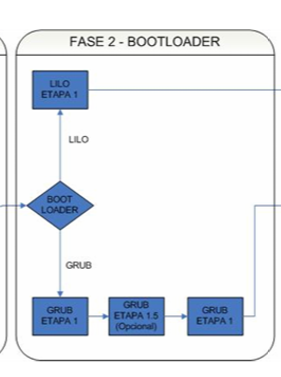 FASE 2 - BOOTLOADER
LILO
ETAPA 1
LILO
BOOT
LOADER
GRUB
GRUB
ETAPA 1
GRUB
ETAPA 1.5
(Opcional)
GRUB
ETAPA 1